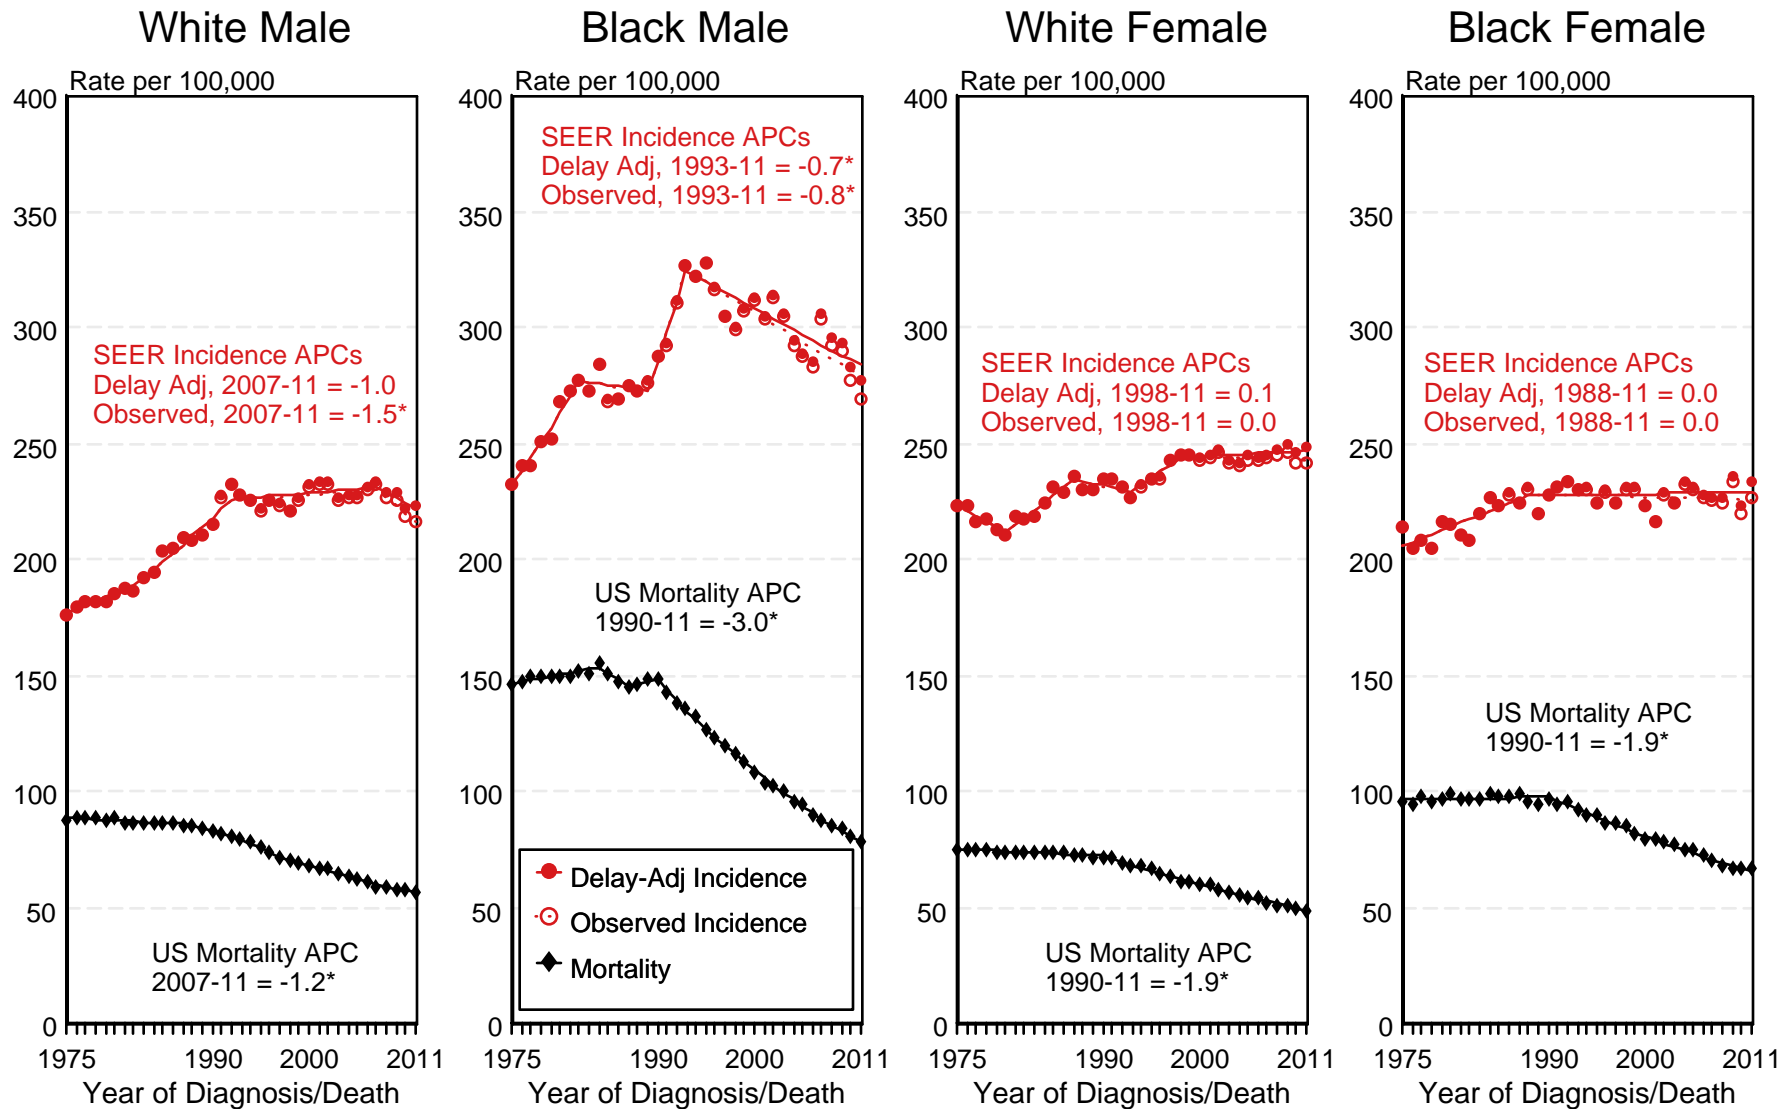 White Male
Rate per 100,000
400
350
300
250
200
150
100
50
0
SEER Incidence APCs
Delay Adj, 2007-11 = -1.0
Observed, 2007-11 = -1.5*
US Mortality APC
2007-11 = -1.2*
1975 1990 2000 2011
Year of Diagnosis/Death
Black Male
Rate per 100,000
400
350
300
250
200
150
100
50
0
SEER Incidence APCs
Delay Adj, 1993-11 = -0.7*
Observed, 1993-11 = -0.8*
US Mortality APC
1990-11 = -3.0*
Delay-Adj Incidence
Observed Incidence
Mortality
1975 1990 2000 2011
Year of Diagnosis/Death
White Female
Rate per 100,000
400
350
300
250
200
150
100
50
0
SEER Incidence APCs
Delay Adj, 1998-11 = 0.1
Observed, 1998-11 = 0.0
US Mortality APC
1990-11 = -1.9*
1975 1990 2000 2011
Year of Diagnosis/Death
Black Female
Rate per 100,000
400
350
300
250
200
150
100
50
0
SEER Incidence APCs
Delay Adj, 1988-11 = 0.0
Observed, 1988-11 = 0.0
US Mortality APC
1990-11 = -1.9*
1975 1990 2000 2011
Year of Diagnosis/Death